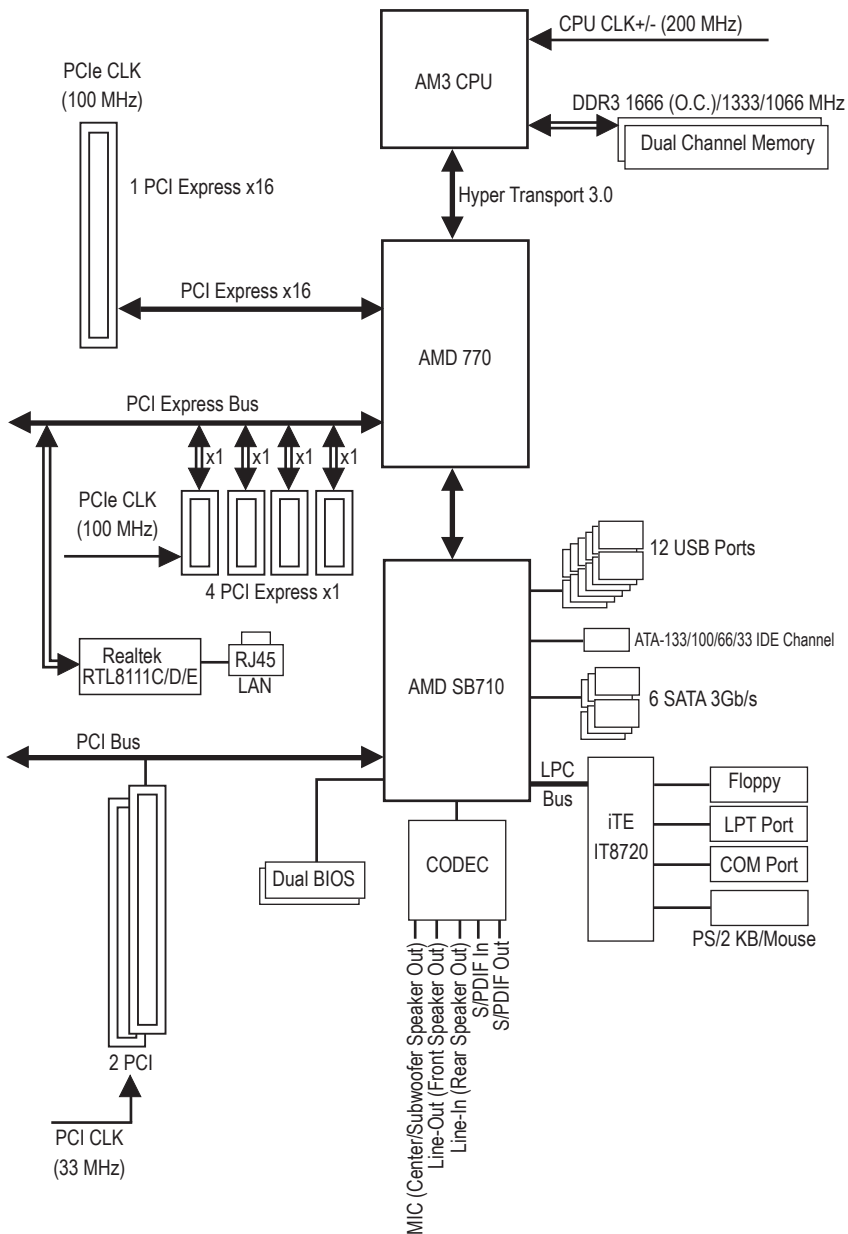 CPU CLK+/- (200 MHz)
AM3 CPU
PCIe CLK
(100 MHz)
DDR3 1666 (O.C.)/1333/1066 MHz
Dual Channel Memory
1 PCI Express x16
Hyper Transport 3.0
PCI Express x16
AMD 770
PCI Express Bus
x1
x1
x1
x1
PCIe CLK
(100 MHz)
4 PCI Express x1
12 USB Ports
ATA-133/100/66/33 IDE Channel
Realtek
RTL8111C/D/E
RJ45
LAN
AMD SB710
6 SATA 3Gb/s
PCI Bus
LPC
Bus
iTE
IT8720
Floppy
LPT Port
COM Port
PS/2 KB/Mouse
Dual BIOS
CODEC
MIC (Center/Subwoofer Speaker Out)
Line-Out (Front Speaker Out)
Line-In (Rear Speaker Out)
S/PDIF In
S/PDIF Out
2 PCI
PCI CLK
(33 MHz)